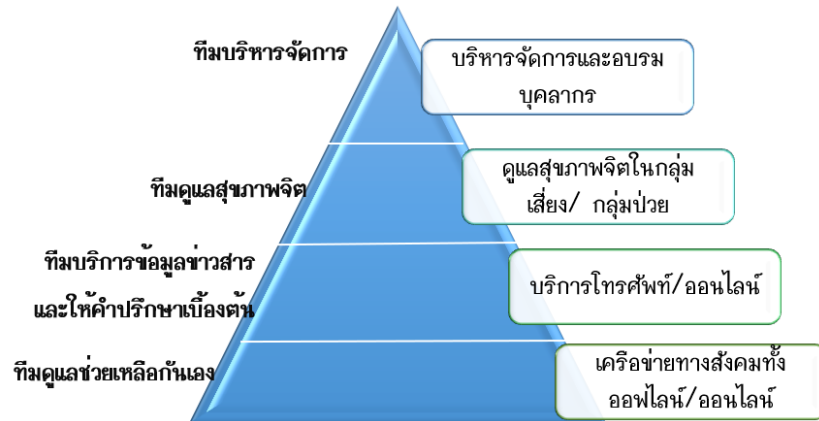 ทีมบริหารจัดการ
บริหารจัดการและอบรม
บุคลากร
ทีมดูแลสุขภาพจิต
ดูแลสุขภาพจิตในกลุ่ม
เสี่ยง/ กลุ่มป่วย
ทีมบริการข้อมูลข่าวสาร
และให้คำปรึกษาเบื้องต้น
บริการโทรศัพท์/ออนไลน์
ทีมดูแลช่วยเหลือกันเอง
เครือข่ายทางสังคมทั้ง
ออฟไลน์/ออนไลน์